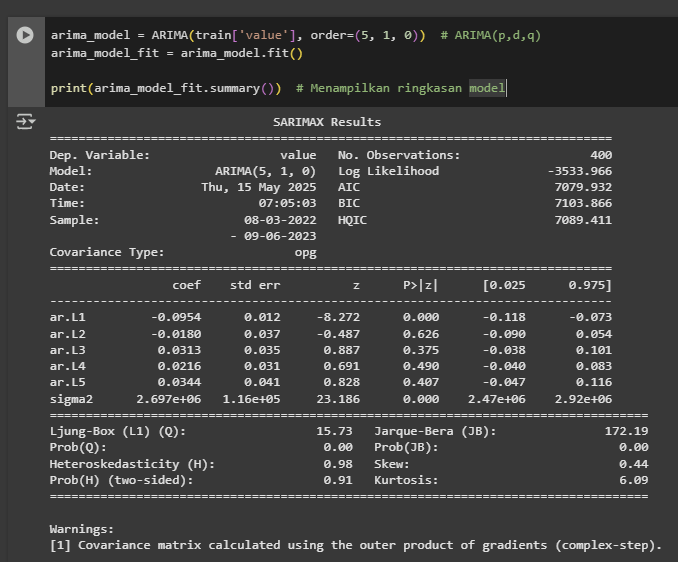 arima_model = ARIMA(train['value'], order=(5, 1, 0))  # ARIMA(p,d,q)
arima_model_fit = arima_model.fit()
print(arima_model_fit.summary())  # Menampilkan ringkasan model
                               SARIMAX Results
==============================================================================
Dep. Variable:                  value   No. Observations:                  400
Model:                 ARIMA(5, 1, 0)   Log Likelihood               -3533.966
Date:                Thu, 15 May 2025   AIC                           7079.932
Time:                        07:05:03   BIC                           7103.866
Sample:                    08-03-2022   HQIC                          7089.411
                         - 09-06-2023
Covariance Type:                  opg
==============================================================================
                 coef    std err          z      P>|z|      [0.025      0.975]
------------------------------------------------------------------------------
ar.L1         -0.0954      0.012     -8.272      0.000      -0.118      -0.073
ar.L2         -0.0180      0.037     -0.487      0.626      -0.090       0.054
ar.L3          0.0313      0.035      0.887      0.375      -0.038       0.101
ar.L4          0.0216      0.031      0.691      0.490      -0.040       0.083
ar.L5          0.0344      0.041      0.828      0.407      -0.047       0.116
sigma2      2.697e+06   1.16e+05     23.186      0.000    2.47e+06    2.92e+06
===================================================================================
Ljung-Box (L1) (Q):                  15.73   Jarque-Bera (JB):               172.19
Prob(Q):                              0.00   Prob(JB):                         0.00
Heteroskedasticity (H):               0.98   Skew:                             0.44
Prob(H) (two-sided):                  0.91   Kurtosis:                         6.09
===================================================================================
Warnings:
[1] Covariance matrix calculated using the outer product of gradients (complex-step).